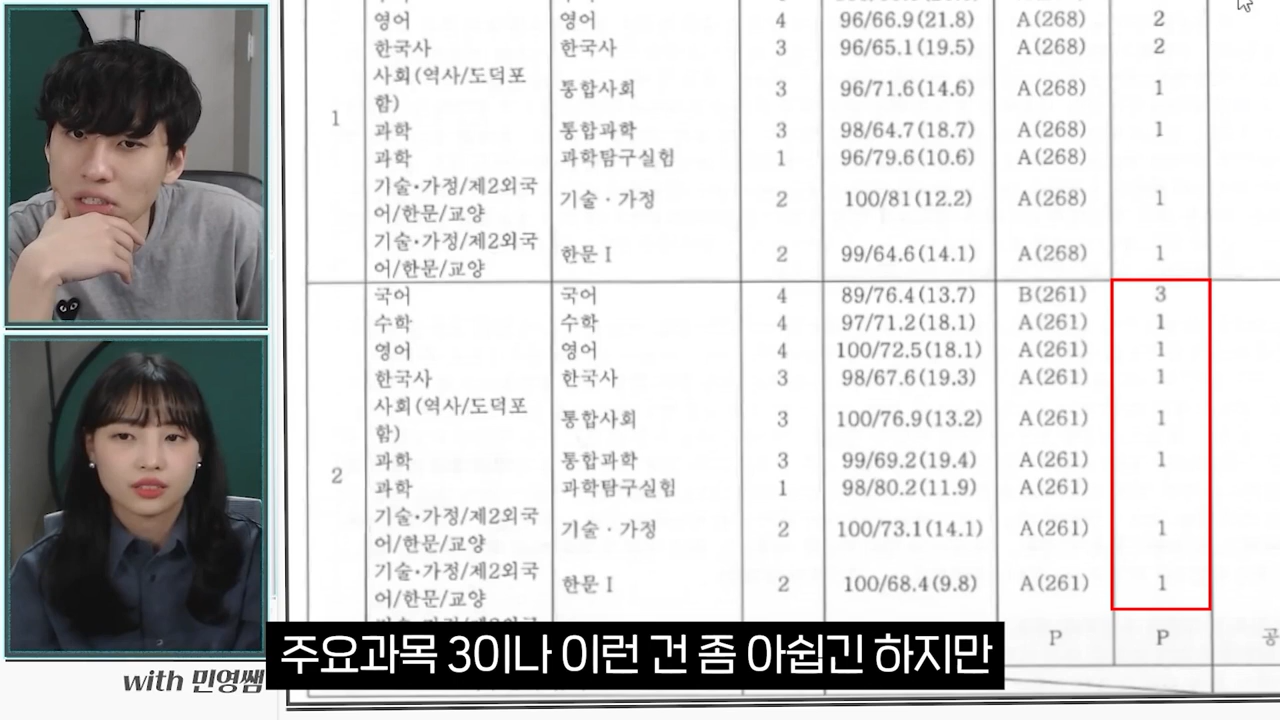 영어 영어 4 96/66.9(21.8) A(268) 2
한국사 한국사 3 96/65.1(19.5) A(268) 2
사회(역사/도덕포
함) 통합사회 3 96/71.6(14.6) A(268) 1
1
과학 통합과학 3 98/64.7(18.7) A(268) 1
과학 과학탐구실험 1 96/79.6(10.6) A(268)
기술·가정/제2외국
어/한문/교양 기술·가정 2 100/81(12.2) A(268) 1
기술·가정/제2외국
어/한문/교양 한문 I 2 99/64.6(14.1) A(268) 1
국어 국어 4 89/76.4(13.7) B(261) 3
수학 수학 4 97/71.2(18.1) A(261) 1
영어 영어 4 100/72.5(18.1) A(261) 1
한국사 한국사 3 98/67.6(19.3) A(261) 1
사회(역사/도덕포
함) 통합사회 3 100/76.9(13.2) A(261) 1
과학 통합과학 3 99/69.2(19.4) A(261) 1
2
과학 과학탐구실험 1 98/80.2(11.9) A(261)
기술·가정/제2외국
어/한문/교양 기술·가정 2 100/73.1(14.1) A(261) 1
기술·가정/제2외국
어/한문/교양 한문 I 2 100/68.4(9.8) A(261) 1
P P 공
주요과목 3이나 이런 건 좀 아쉽긴 하지만
with 민영쌤